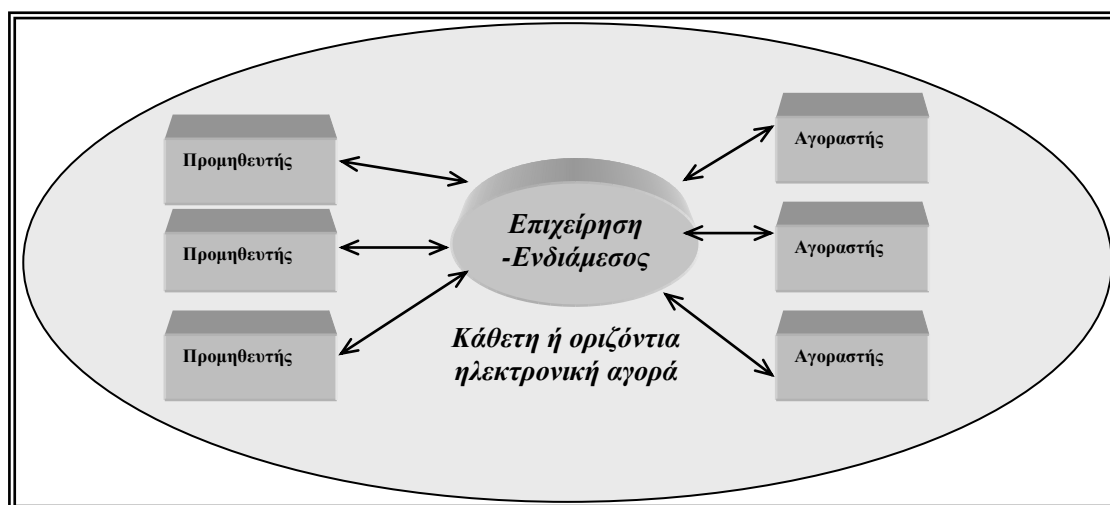 Προμηθευτής
Αγοραστής
Επιχείρηση
-Ενδιάμεσος
Προμηθευτής
Αγοραστής
Κάθετη ή οριζόντια
ηλεκτρονική αγορά
Προμηθευτής
Αγοραστής